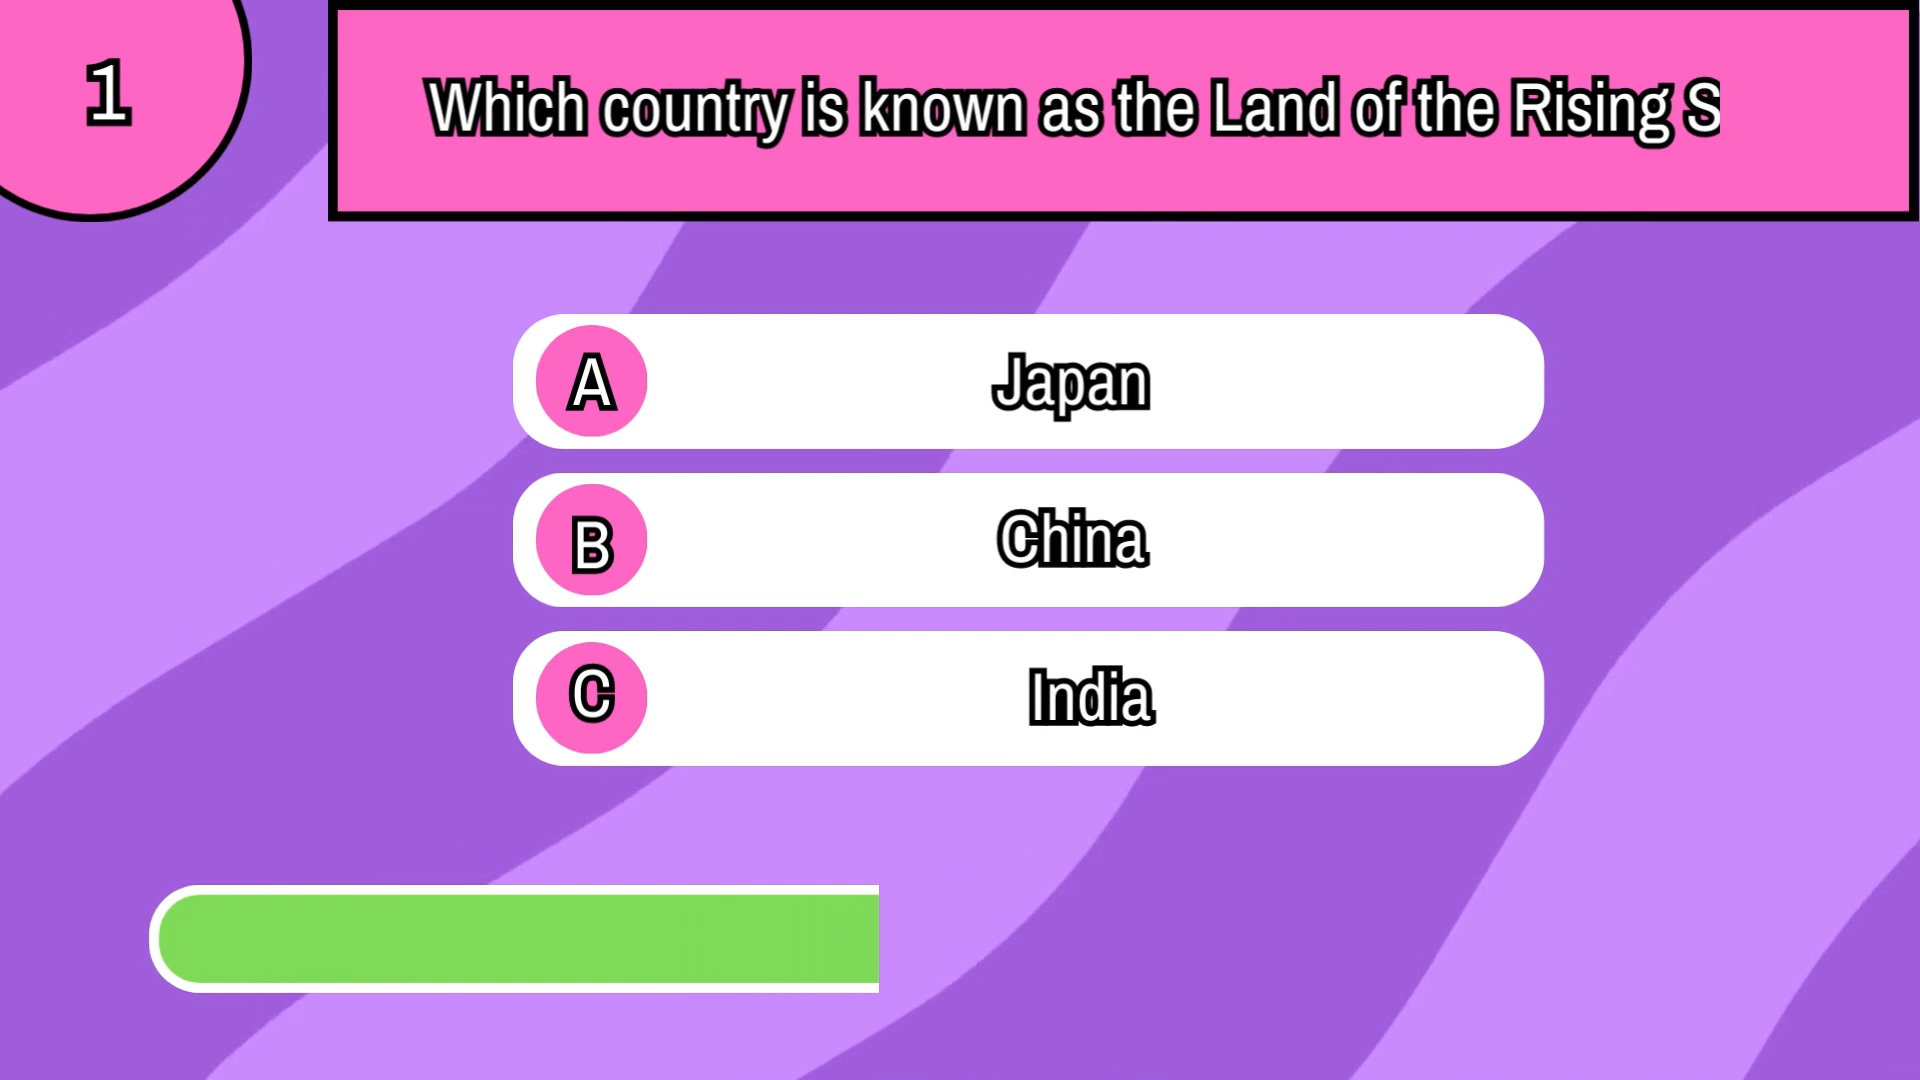 1
Which country is known as the Land of the Rising S
A
Japan
B
China
C
India